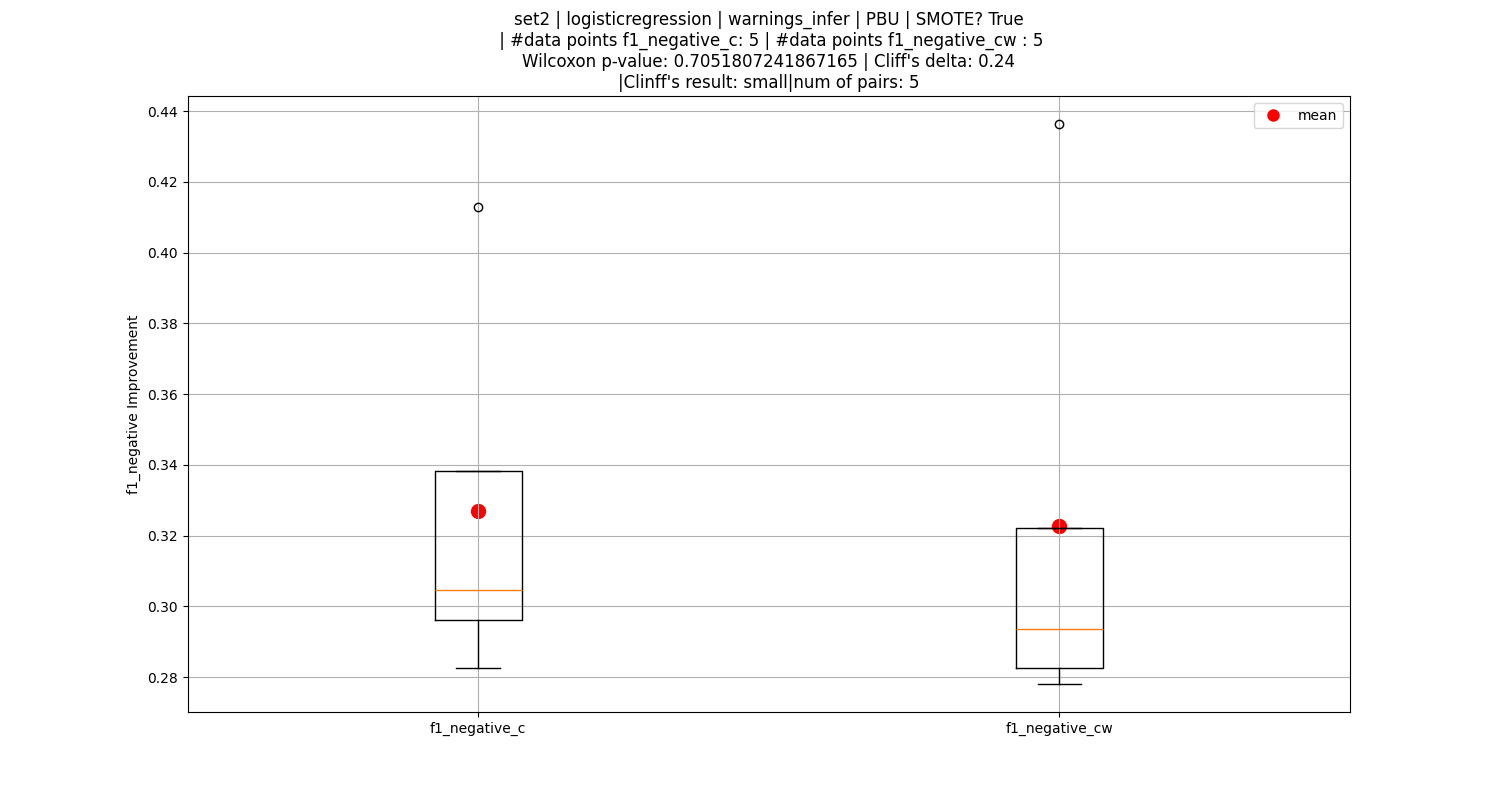 set2 | logisticregression | warnings_infer | PBU | SMOTE? True
| #data points f1_negative_c: 5 | #data points f1_negative_cw : 5
Wilcoxon p-value: 0.7051807241867165 | Cliff's delta: 0.24
|Clinff's result: small|num of pairs: 5
mean
0.44
0.42
0.40
0.38
0.36
0.34
0.32
0.30
0.28
f1_negative Improvement
f1_negative_c
f1_negative_cw